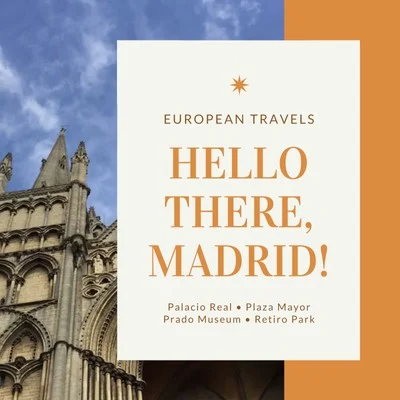 EUROPEAN TRAVELS
HELLO
THERE,
MADRID!
Palacio Real • Plaza Mayor
Prado Museum • Retiro Park